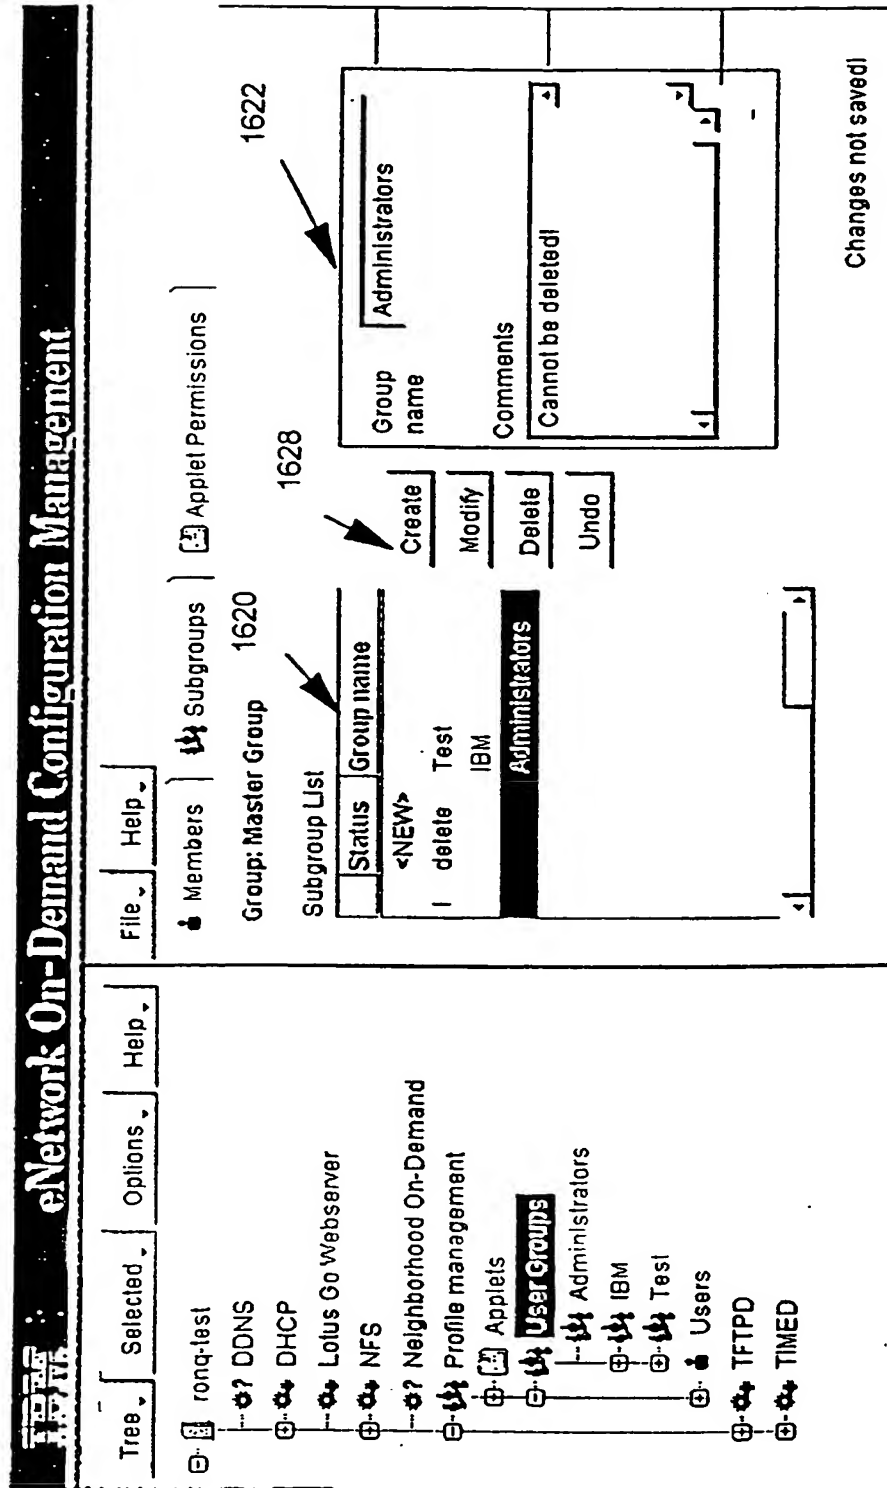 eNetwork On-Demand Configuration Management
Tree Selected Options Help
ronq-test
? DDNS
DHCP
Lotus Go Webserver
NFS
? Neighborhood On-Demand
Profile management
Applets
User Groups
Administrators
IBM
Test
Users
TFTPD
TIMED
File Help
Members Subgroups Applet Permissions
Group: Master Group
1620
1628
1622
Subgroup List
Status Group name
<NEW>
delete Test
IBM
Administrators
Create
Modify
Delete
Undo
Group name Administrators
Comments
Cannot be deleted!
Changes not saved!